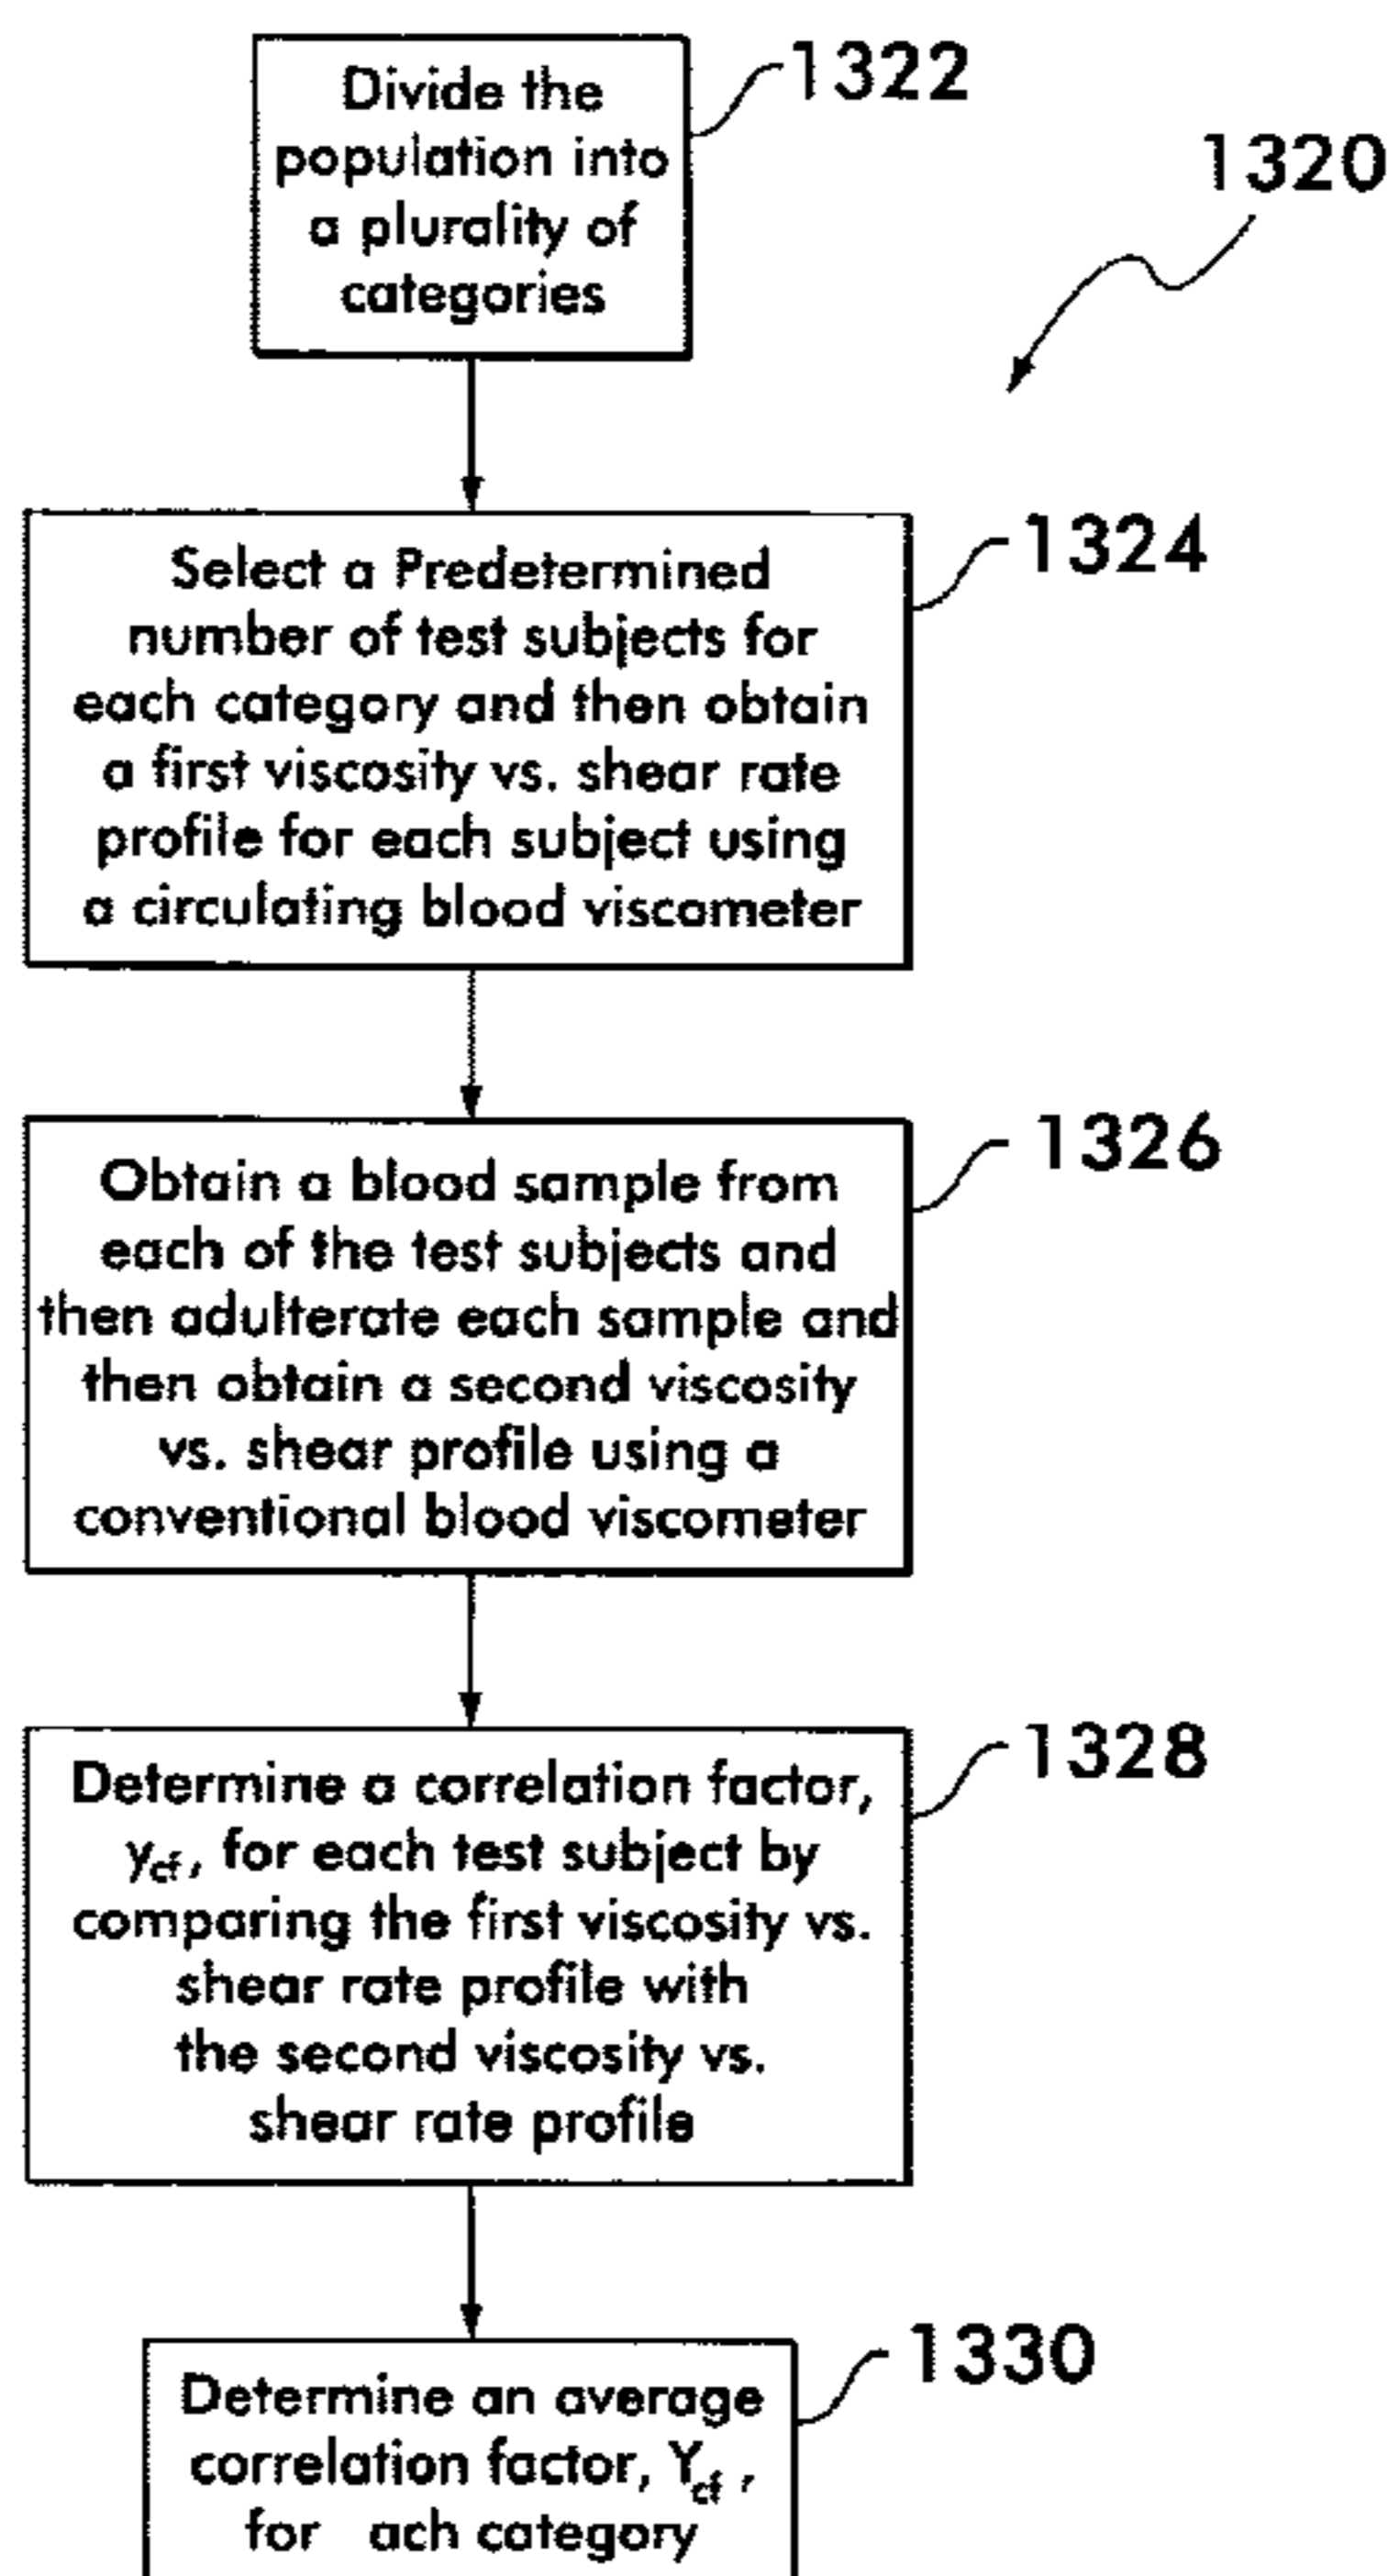 Divide the
population into
a plurality of
categories
1322
1320
Select a Predetermined
number of test subjects for
each category and then obtain
a first viscosity vs. shear rate
profile for each subject using
a circulating blood viscometer
1324
Obtain a blood sample from
each of the test subjects and
then adulterate each sample and
then obtain a second viscosity
vs. shear profile using a
conventional blood viscometer
1326
Determine a correlation factor,
y_cf, for each test subject by
comparing the first viscosity vs.
shear rate profile with
the second viscosity vs.
shear rate profile
1328
Determine an average
correlation factor, Y_cf ,
for ach category
1330